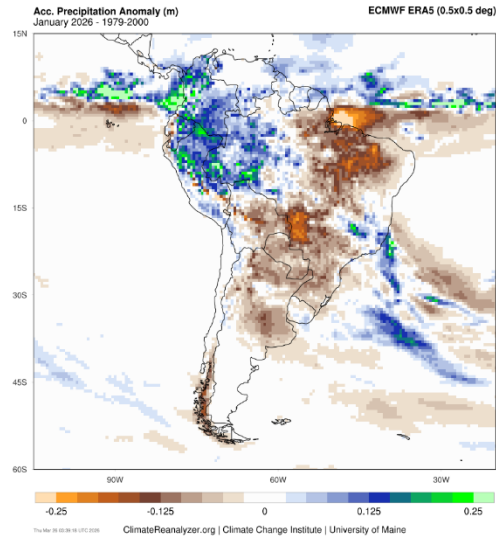 Acc. Precipitation Anomaly (m)
ECMWF ERA5 (0.5x0.5 deg)
January 2026 - 1979-2000
15N
0
15S
30S
45S
60S
90W
60W
30W
-0.25
-0.125
0
0.125
0.25
ClimateReanalyzer.org | Climate Change Institute | University of Maine